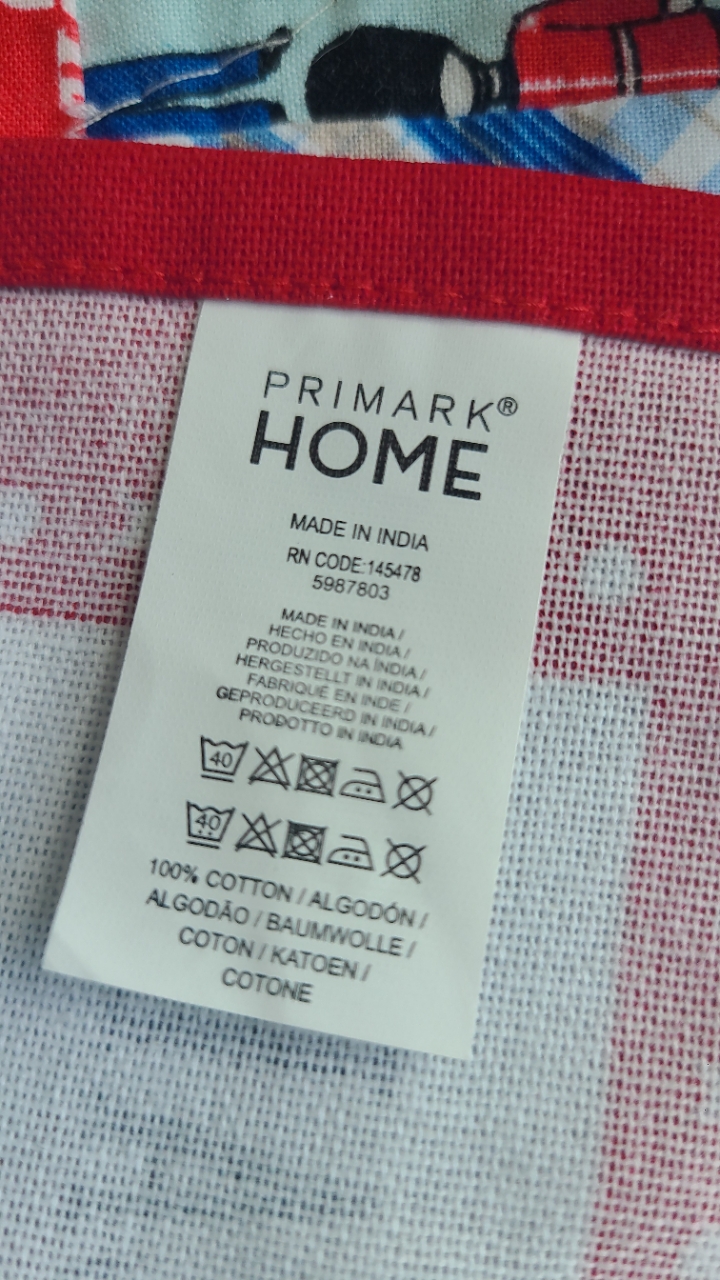 PRIMARK®
HOME
MADE IN INDIA
RN CODE:145478
5987803
MADE IN INDIA /
HECHO EN INDIA /
PRODUZIDO NA ÍNDIA /
HERGESTELLT IN INDIA /
FABRIQUÉ EN INDE /
GEPRODUCEERD IN INDIA /
PRODOTTO IN INDIA
40
40
100% COTTON / ALGODÓN /
ALGODÃO / BAUMWOLLE /
COTON / KATOEN /
COTONE